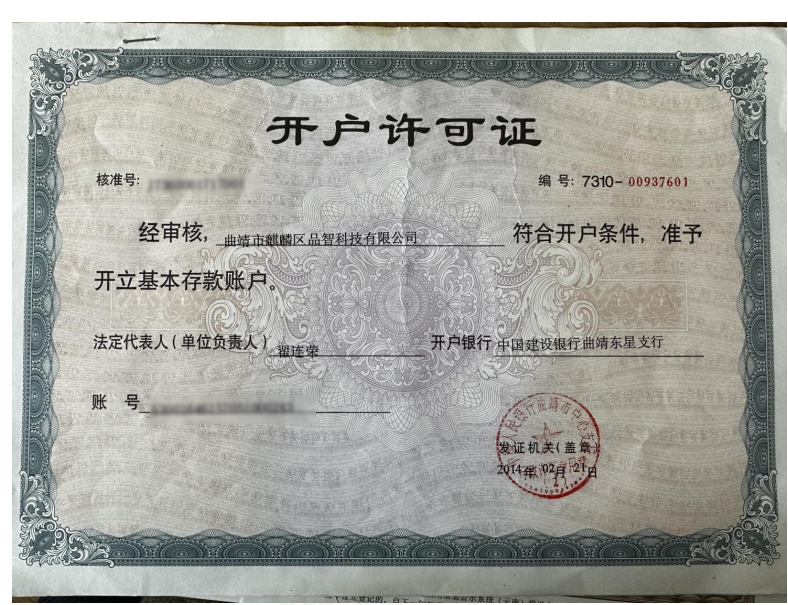 开户许可证
核准号:
编 号: 7310-00937601
经审核, 曲靖市麒麟区品智科技有限公司 符合开户条件, 准予
开立基本存款账户。
法定代表人(单位负责人) 翟连荣 开户银行 中国建设银行曲靖东星支行
账 号
发证机关(盖章)
2014年 02月 21日